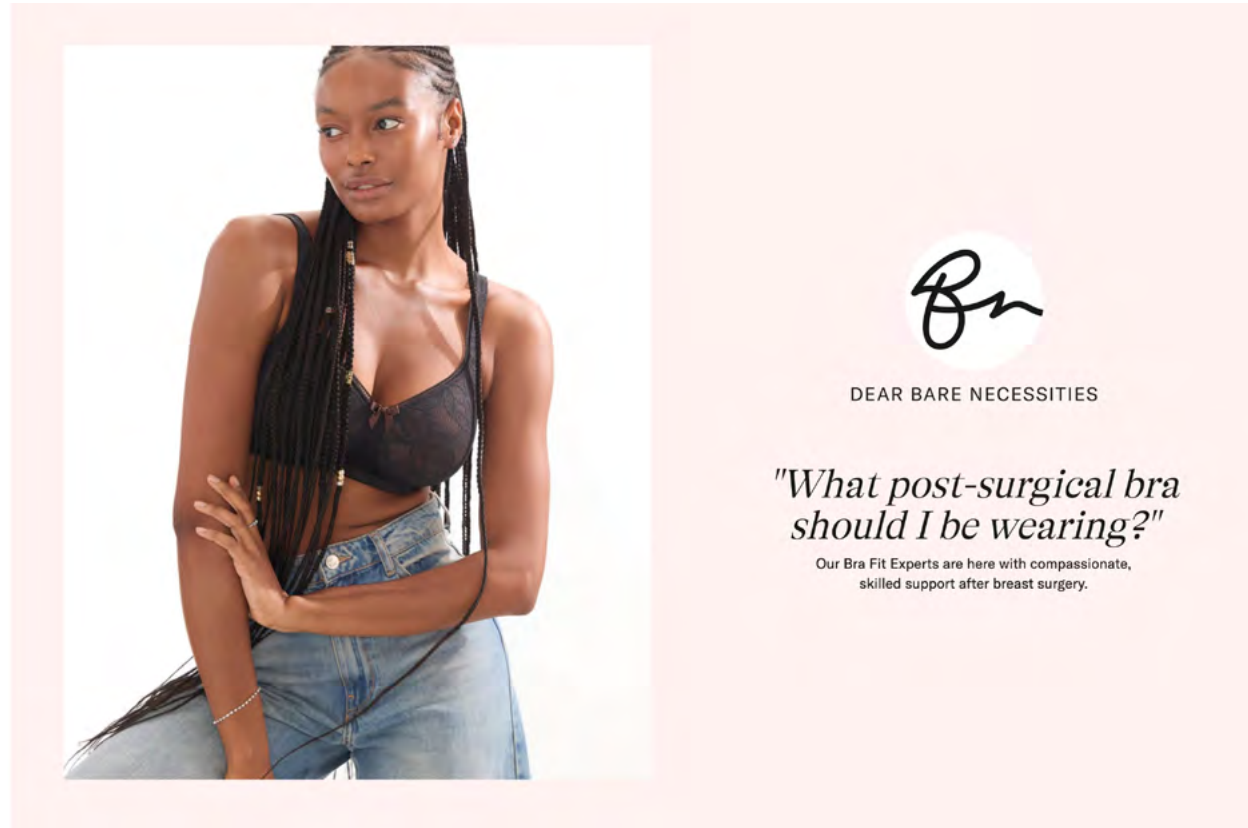 Bn
DEAR BARE NECESSITIES
"What post-surgical bra
should I be wearing?"
Our Bra Fit Experts are here with compassionate,
skilled support after breast surgery.